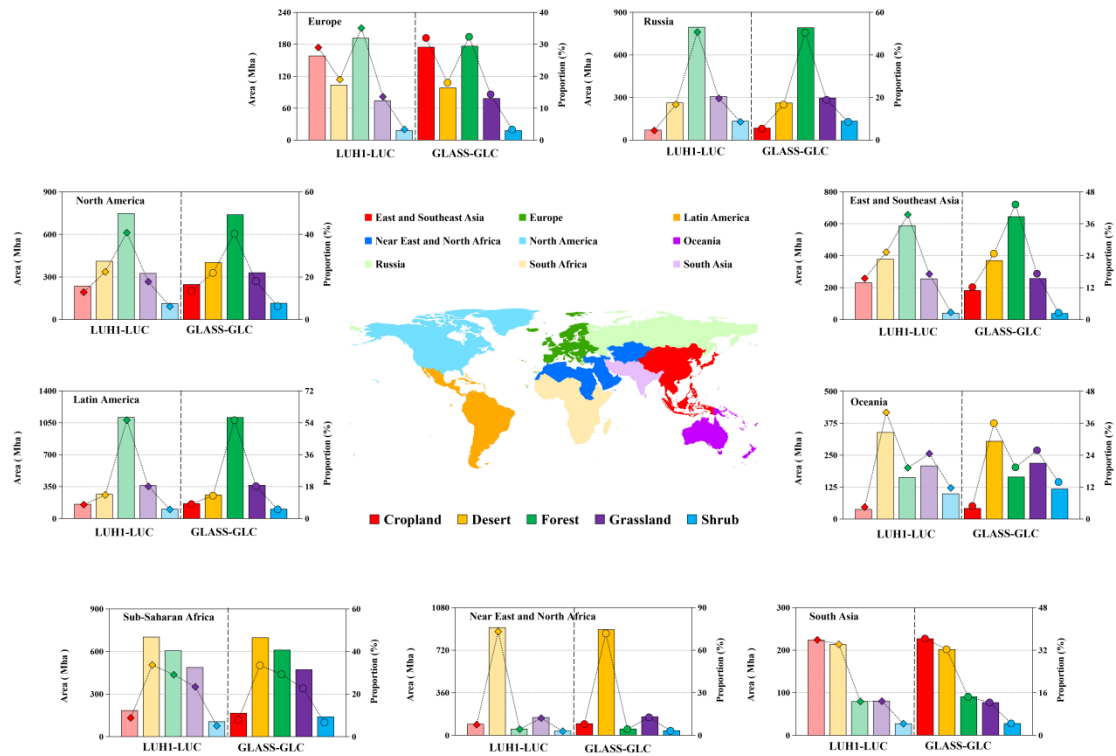 Europe
240
180
120
60
0
Area ( Mha )
40
30
20
10
0
Proportion (%)
LUH1-LUC GLASS-GLC
Russia
900
600
300
0
Area ( Mha )
60
40
20
0
Proportion (%)
LUH1-LUC GLASS-GLC
North America
900
600
300
0
Area ( Mha )
60
40
20
0
Proportion (%)
LUH1-LUC GLASS-GLC
East and Southeast Asia Europe Latin America
Near East and North Africa North America Oceania
Russia South Africa South Asia
East and Southeast Asia
800
600
400
200
0
Area ( Mha )
48
36
24
12
0
Proportion (%)
LUH1-LUC GLASS-GLC
Latin America
1400
1050
700
350
0
Area ( Mha )
72
54
36
18
0
Proportion (%)
LUH1-LUC GLASS-GLC
Oceania
500
375
250
125
0
Area ( Mha )
48
36
24
12
0
Proportion (%)
LUH1-LUC GLASS-GLC
Cropland Desert Forest Grassland Shrub
Sub-Saharan Africa
900
600
300
0
Area ( Mha )
60
40
20
0
Proportion (%)
LUH1-LUC GLASS-GLC
Near East and North Africa
1080
720
360
0
Area ( Mha )
90
60
30
0
Proportion (%)
LUH1-LUC GLASS-GLC
South Asia
300
200
100
0
Area ( Mha )
48
32
16
0
Proportion (%)
LUH1-LUC GLASS-GLC